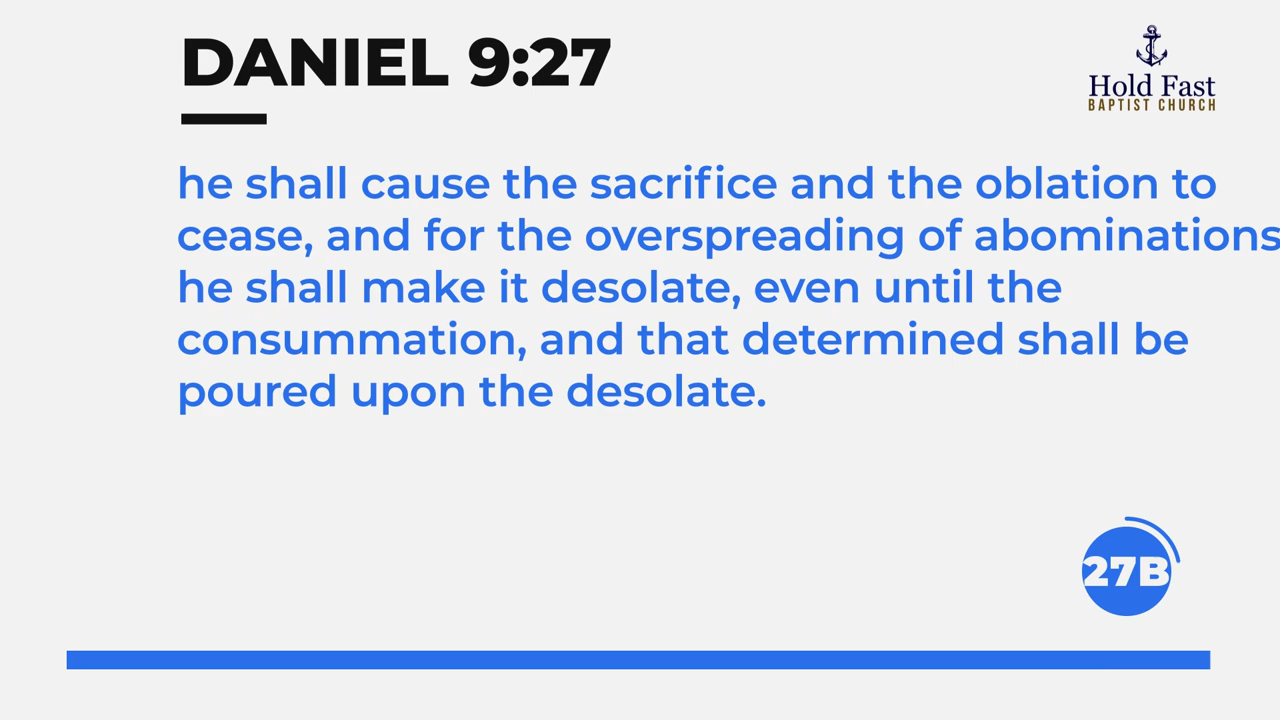 DANIEL 9:27
Hold Fast
BAPTIST CHURCH
he shall cause the sacrifice and the oblation to
cease, and for the overspreading of abominations
he shall make it desolate, even until the
consummation, and that determined shall be
poured upon the desolate.
27B